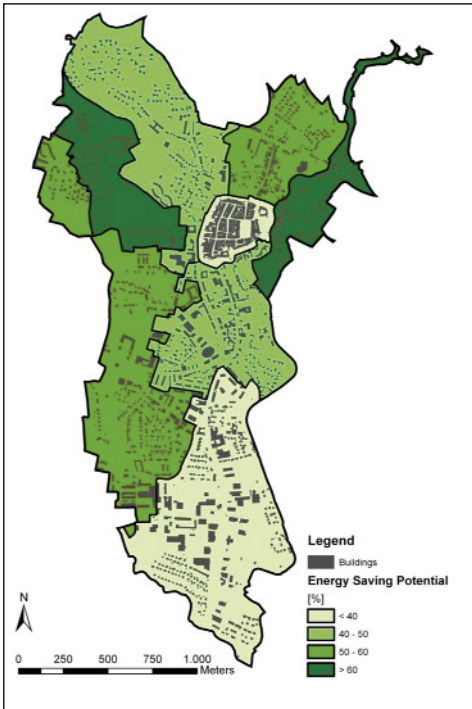 Legend
Buildings
Energy Saving Potential
[%]
< 40
40 - 50
50 - 60
> 60
N
0 250 500 750 1.000
Meters